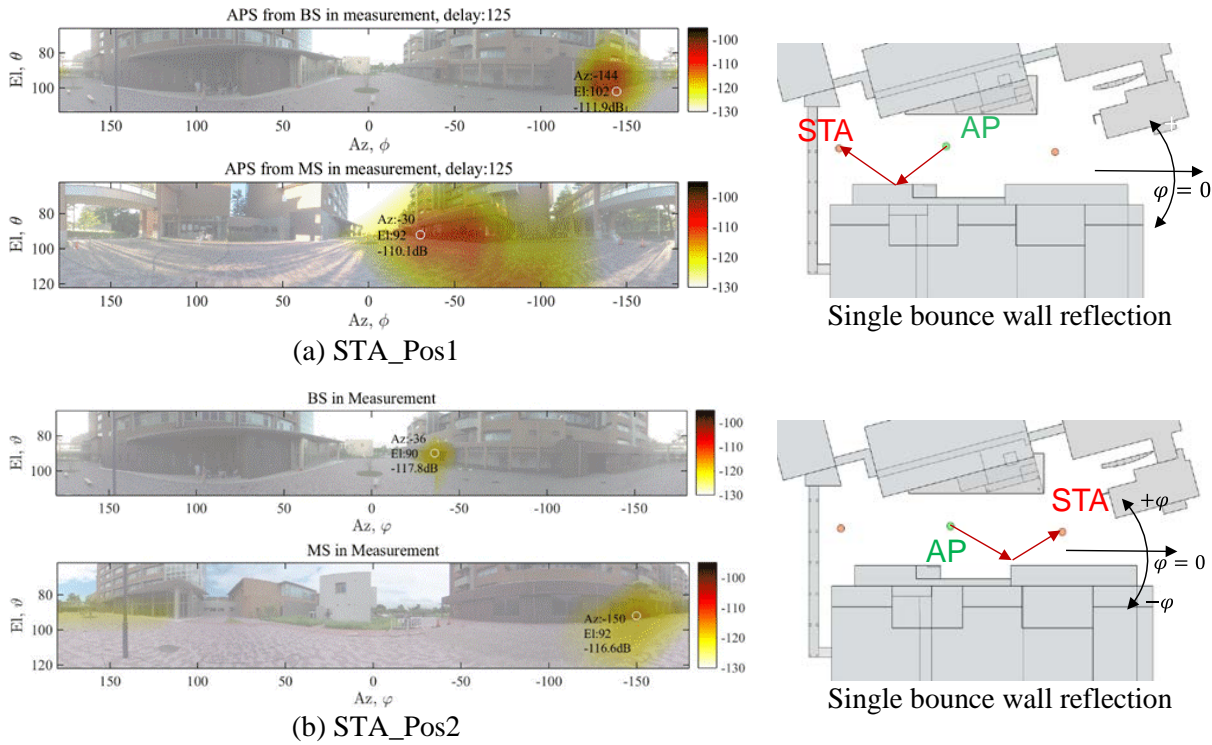 APS from BS in measurement, delay:125
El, θ
80
100
Az:-144
El:102
-111.9dB
150
100
50
0
-50
-100
-150
Az, ϕ
-100
-110
-120
-130
APS from MS in measurement, delay:125
El, θ
80
100
120
Az:-30
El:92
-110.1dB
150
100
50
0
-50
-100
-150
Az, ϕ
-100
-110
-120
-130
(a) STA_Pos1
STA
AP
φ = 0
Single bounce wall reflection
BS in Measurement
El, ϑ
80
100
Az:-36
El:90
-117.8dB
150
100
50
0
-50
-100
-150
Az, φ
-100
-110
-120
-130
MS in Measurement
El, ϑ
80
100
120
Az:-150
El:92
-116.6dB
150
100
50
0
-50
-100
-150
Az, φ
-100
-110
-120
-130
(b) STA_Pos2
STA
AP
+φ
φ = 0
−φ
Single bounce wall reflection